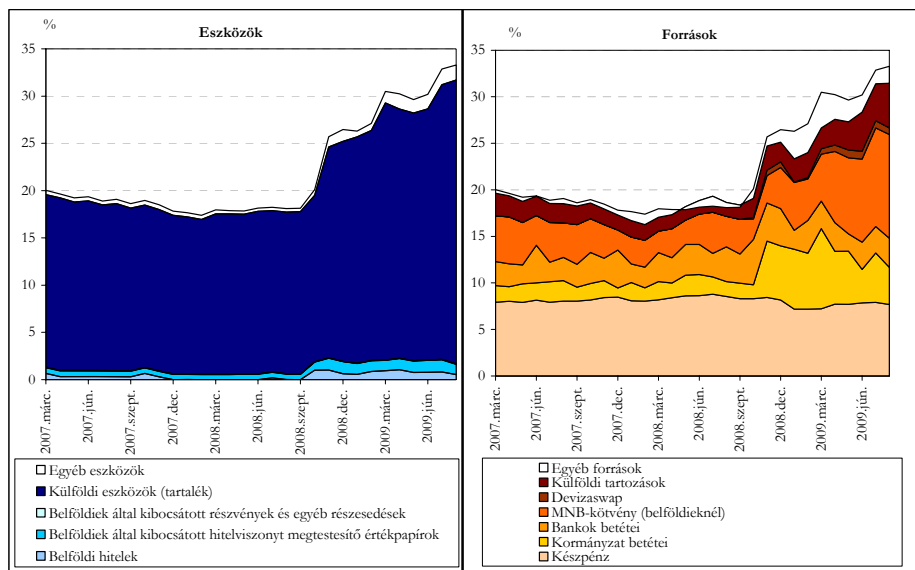 Eszközök
%
35
30
25
20
15
10
5
0
2007.márc.
2007.jún.
2007.szept.
2007.dec.
2008.márc.
2008.jún.
2008.szept.
2008.dec.
2009.márc.
2009.jún.
Egyéb eszközök
Külföldi eszközök (tartalék)
Belföldiek által kibocsátott részvények és egyéb részesedések
Belföldiek által kibocsátott hitelviszonyt megtestesítő értékpapírok
Belföldi hitelek
Források
%
35
30
25
20
15
10
5
0
2007.márc.
2007.jún.
2007.szept.
2007.dec.
2008.márc.
2008.jún.
2008.szept.
2008.dec.
2009.márc.
2009.jún.
Egyéb források
Külföldi tartozások
Devizaswap
MNB-kötvény (belföldieknél)
Bankok betétei
Kormányzat betétei
Készpénz